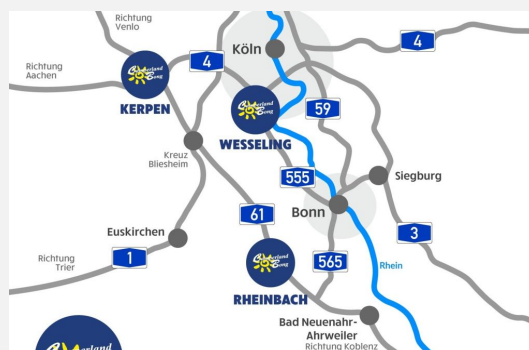 Richtung
Venlo
Köln
4
4
Richtung
Aachen
KERPEN
59
WESSELING
Kreuz
Bliesheim
555
Siegburg
61
Bonn
Euskirchen
3
1
Richtung
Trier
565
Rhein
RHEINBACH
Bad Neuenahr-
Ahrweiler
Richtung Koblenz